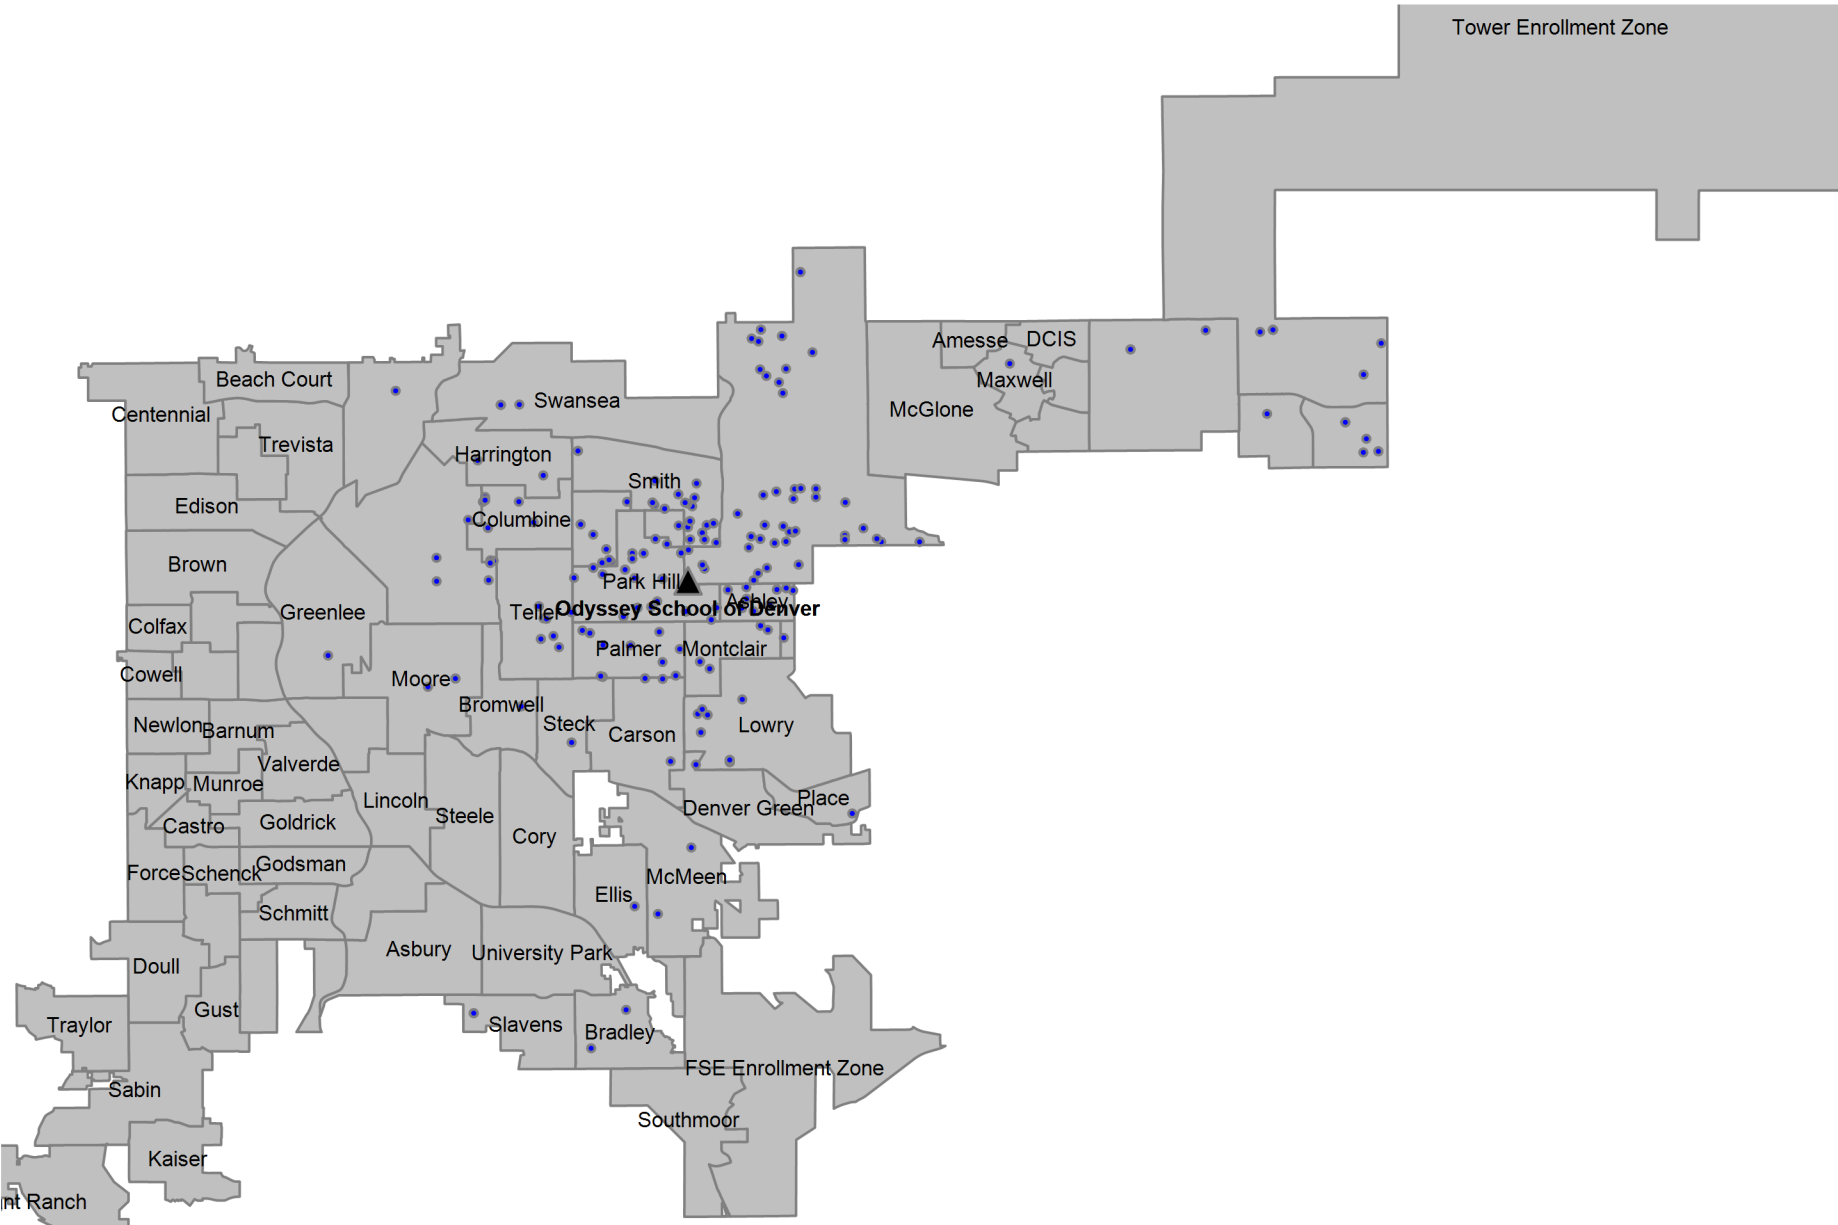 Tower Enrollment Zone
Amesse
DCIS
Beach Court
Maxwell
Swansea
McGlone
Centennial
Trevista
Harrington
Smith
Edison
Columbine
Brown
Park Hill
Ashley
Greenlee
Teller
Odyssey School of Denver
Colfax
Palmer
Montclair
Cowell
Moore
Bromwell
Newlon
Barnum
Steck
Carson
Lowry
Valverde
Knapp
Munroe
Lincoln
Place
Denver Green
Steele
Castro
Goldrick
Cory
Force
Schenck
Godsman
McMeen
Ellis
Schmitt
Asbury
University Park
Doull
Gust
Traylor
Slavens
Bradley
FSE Enrollment Zone
Sabin
Southmoor
Kaiser
nt Ranch